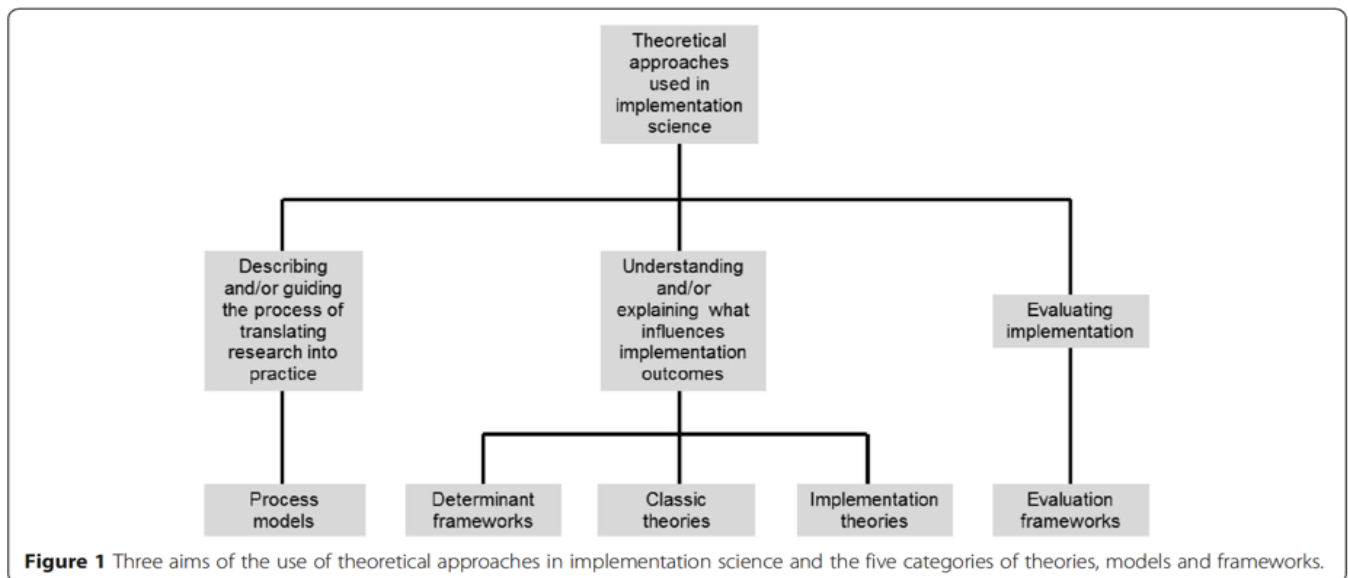 Theoretical
approaches
used in
implementation
science
Describing
and/or guiding
the process of
translating
research into
practice
Understanding
and/or
explaining what
influences
implementation
outcomes
Evaluating
implementation
Process
models
Determinant
frameworks
Classic
theories
Implementation
theories
Evaluation
frameworks
Figure 1 Three aims of the use of theoretical approaches in implementation science and the five categories of theories, models and frameworks.